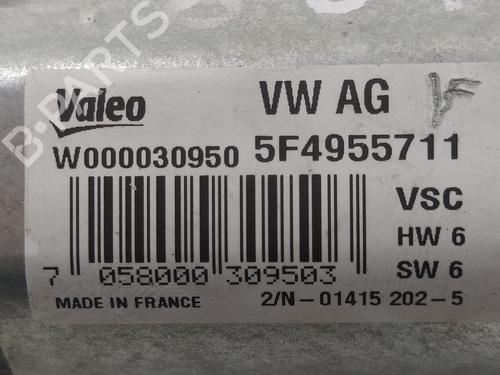 B-PARTS
Valeo
VW AG
W000030950 5F4955711
VSC
HW 6
7 058000 309503
SW 6
MADE IN FRANCE
2/N-01415 202-5